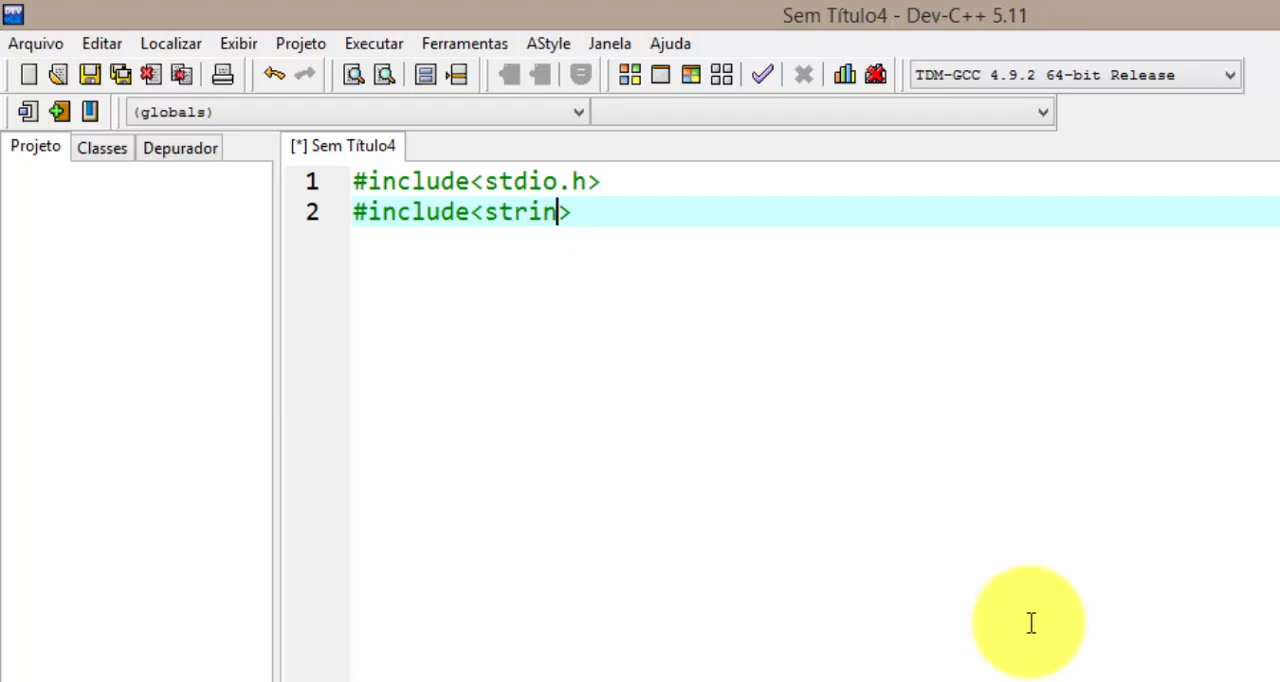 Sem Título4 - Dev-C++ 5.11
Arquivo Editar Localizar Exibir Projeto Executar Ferramentas AStyle Janela Ajuda
TDM-GCC 4.9.2 64-bit Release
(globals)
Projeto Classes Depurador [*] Sem Título4
1 #include<stdio.h>
2 #include<strin>